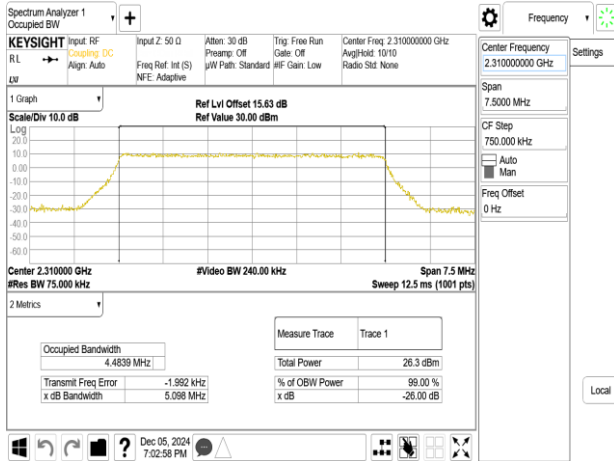 Spectrum Analyzer 1
Occupied BW
Frequency
Settings
KEYSIGHT Input: RF
RL
Coupling: DC
Align: Auto
LXI
Input Z: 50 Ω
Freq Ref: Int (S)
NFE: Adaptive
Atten: 30 dB
Preamp: Off
µW Path: Standard
Trig: Free Run
Gate: Off
#IF Gain: Low
Center Freq: 2.310000000 GHz
Avg|Hold: 10/10
Radio Std: None
Center Frequency
2.310000000 GHz
Span
7.5000 MHz
CF Step
750.000 kHz
Auto
Man
Freq Offset
0 Hz
Local
1 Graph
Scale/Div 10.0 dB
Ref Lvl Offset 15.63 dB
Ref Value 30.00 dBm
Log
20.0
10.0
0.00
-10.0
-20.0
-30.0
-40.0
-50.0
-60.0
Center 2.310000 GHz
#Res BW 75.000 kHz
#Video BW 240.00 kHz
Span 7.5 MHz
Sweep 12.5 ms (1001 pts)
2 Metrics
Occupied Bandwidth
4.4839 MHz
Transmit Freq Error -1.992 kHz
x dB Bandwidth 5.098 MHz
Measure Trace Trace 1
Total Power 26.3 dBm
% of OBW Power 99.00 %
x dB -26.00 dB
Dec 05, 2024
7:02:58 PM